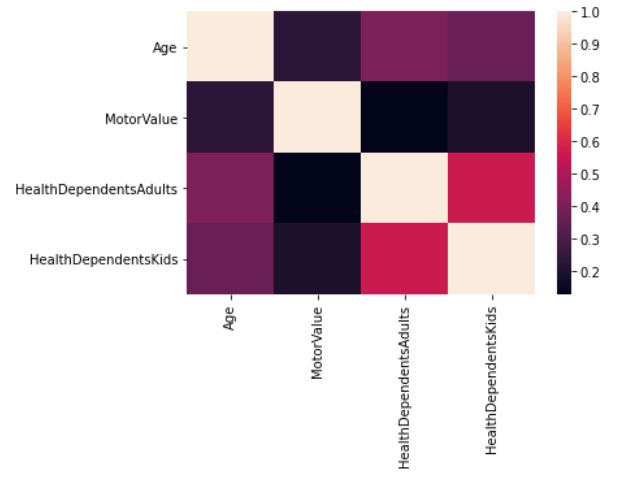 Age
MotorValue
HealthDependentsAdults
HealthDependentsKids
Age
MotorValue
HealthDependentsAdults
HealthDependentsKids
1.0
0.9
0.8
0.7
0.6
0.5
0.4
0.3
0.2